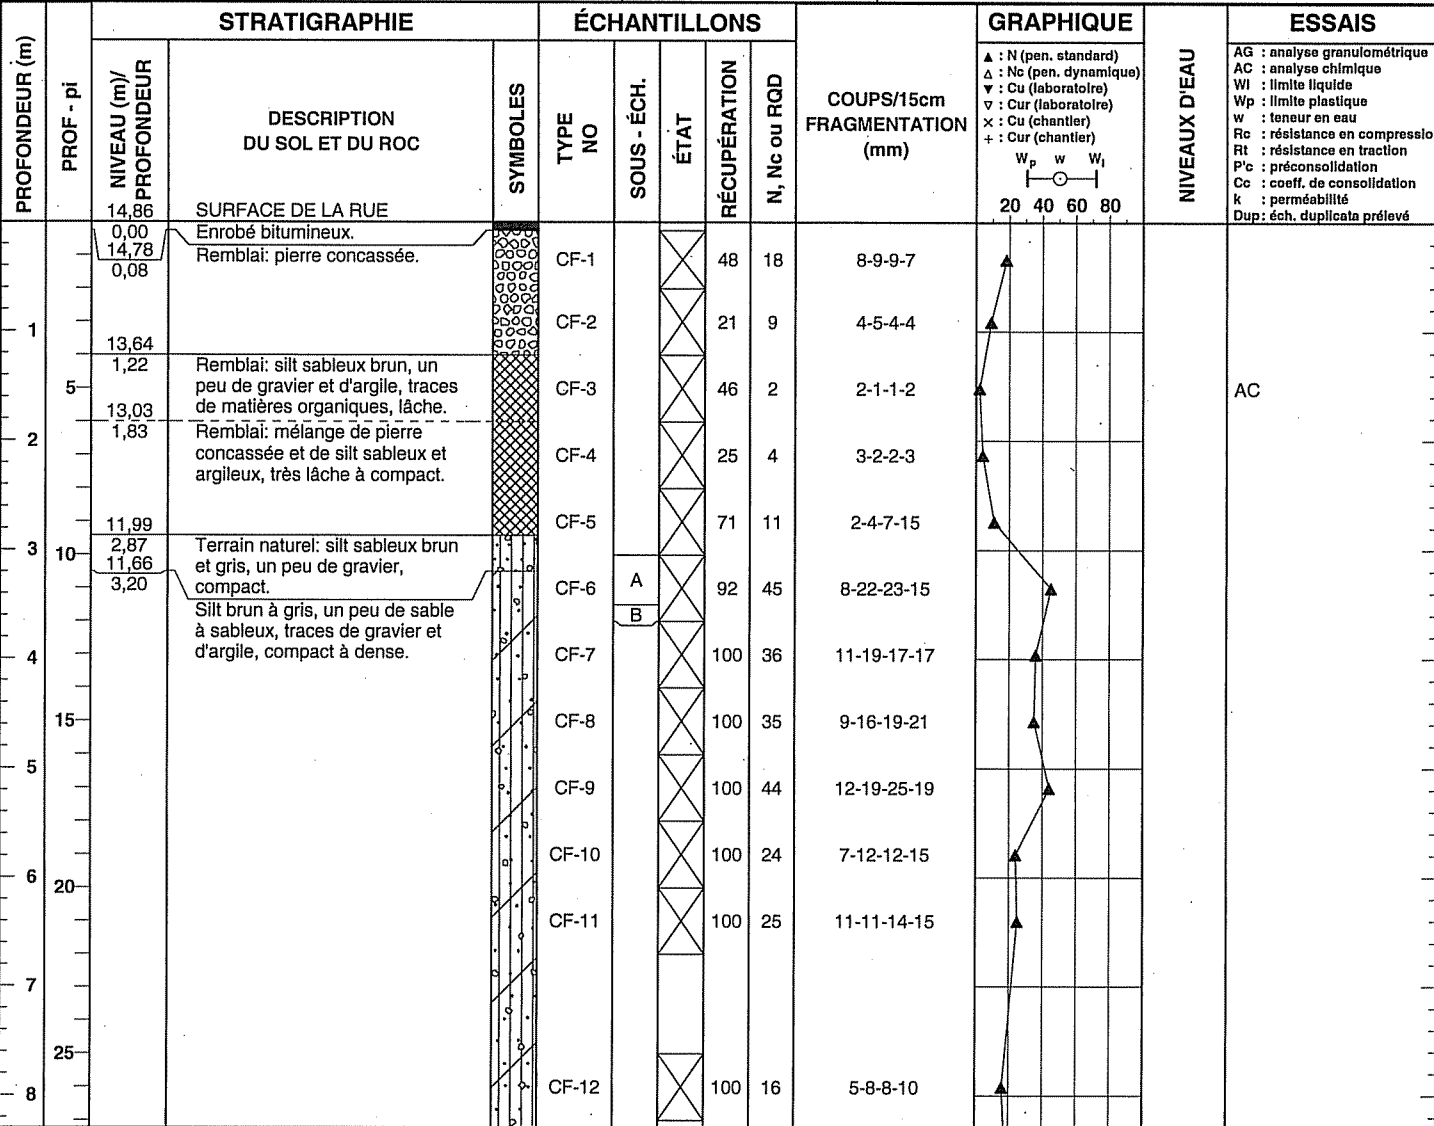 STRATIGRAPHIE
ÉCHANTILLONS
GRAPHIQUE
ESSAIS
PROFONDEUR (m)
PROF - pi
NIVEAU (m)/
PROFONDEUR
DESCRIPTION
DU SOL ET DU ROC
SYMBOLES
TYPE
NO
SOUS - ÉCH.
ÉTAT
RÉCUPÉRATION
N, Nc ou RQD
COUPS/15cm
FRAGMENTATION
(mm)
▲ : N (pen. standard)
△ : Nc (pen. dynamique)
▼ : Cu (laboratoire)
▽ : Cur (laboratoire)
× : Cu (chantier)
+ : Cur (chantier)
Wp w Wl
20 40 60 80
NIVEAUX D'EAU
AG : analyse granulométrique
AC : analyse chimique
Wl : limite liquide
Wp : limite plastique
w : teneur en eau
Rc : résistance en compressio
Rt : résistance en traction
P'c : préconsolidation
Cc : coeff. de consolidation
k : perméabilité
Dup: éch. duplicata prélevé
14,86 SURFACE DE LA RUE
0,00 Enrobé bitumineux.
14,78 Remblai: pierre concassée.
0,08
CF-1 48 18 8-9-9-7
1 CF-2 21 9 4-5-4-4
13,64
1,22 Remblai: silt sableux brun, un
peu de gravier et d'argile, traces
de matières organiques, lâche.
5 CF-3 46 2 2-1-1-2 AC
13,03
1,83 Remblai: mélange de pierre
concassée et de silt sableux et
argileux, très lâche à compact.
2 CF-4 25 4 3-2-2-3
11,99 CF-5 71 11 2-4-7-15
2,87 Terrain naturel: silt sableux brun
et gris, un peu de gravier,
compact.
3 10 11,66
3,20 CF-6 A 92 45 8-22-23-15
B
Silt brun à gris, un peu de sable
à sableux, traces de gravier et
d'argile, compact à dense.
4 CF-7 100 36 11-19-17-17
15 CF-8 100 35 9-16-19-21
5 CF-9 100 44 12-19-25-19
CF-10 100 24 7-12-12-15
6 20
CF-11 100 25 11-11-14-15
7
25
8 CF-12 100 16 5-8-8-10